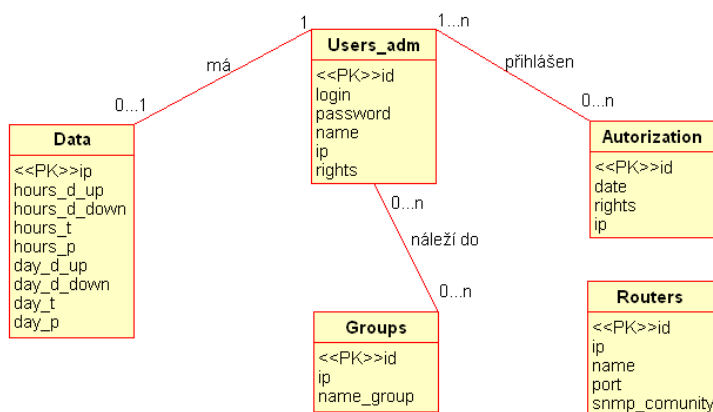 1
Users_adm
1...n
<<PK>>id
login
password
name
ip
rights
má
přihlášen
0...1
0...n
Data
<<PK>>ip
hours_d_up
hours_d_down
hours_t
hours_p
day_d_up
day_d_down
day_t
day_p
Autorization
<<PK>>id
date
rights
ip
0...n
náleží do
0...n
Groups
<<PK>>id
ip
name_group
Routers
<<PK>>id
ip
name
port
snmp_comunity